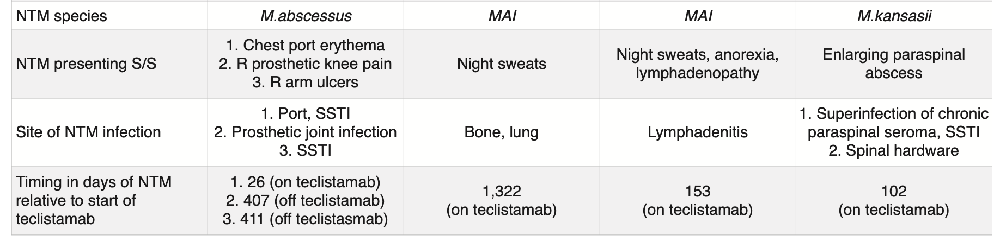 NTM species
M.abscessus
MAI
MAI
M.kansasii
NTM presenting S/S
1. Chest port erythema
2. R prosthetic knee pain
3. R arm ulcers
Night sweats
Night sweats, anorexia,
lymphadenopathy
Enlarging paraspinal
abscess
Site of NTM infection
1. Port, SSTI
2. Prosthetic joint infection
3. SSTI
Bone, lung
Lymphadenitis
1. Superinfection of chronic
paraspinal seroma, SSTI
2. Spinal hardware
Timing in days of NTM
relative to start of
teclistamab
1. 26 (on teclistamab)
2. 407 (off teclistamab)
3. 411 (off teclistasmab)
1,322
(on teclistamab)
153
(on teclistamab)
102
(on teclistamab)